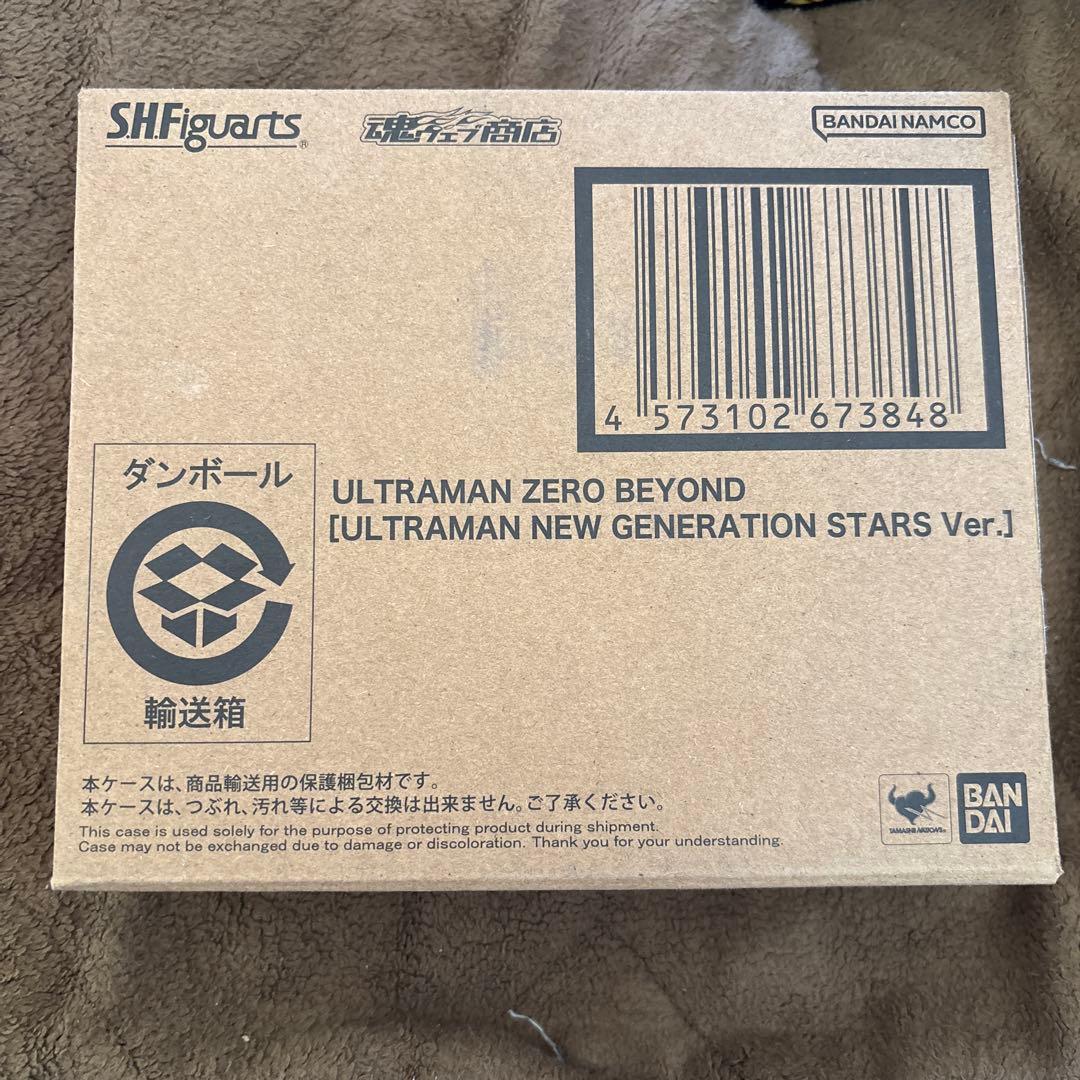 S.H.Figuarts®
魂ウェブ商店
BANDAI NAMCO
4 573102 673848
ダンボール
輸送箱
ULTRAMAN ZERO BEYOND
[ULTRAMAN NEW GENERATION STARS Ver.]
本ケースは、商品輸送用の保護梱包材です。
本ケースは、つぶれ、汚れ等による交換は出来ません。ご了承ください。
This case is used solely for the purpose of protecting product during shipment.
Case may not be exchanged due to damage or discoloration. Thank you for your understanding.
TAMASHII NATIONS
BAN
DAI